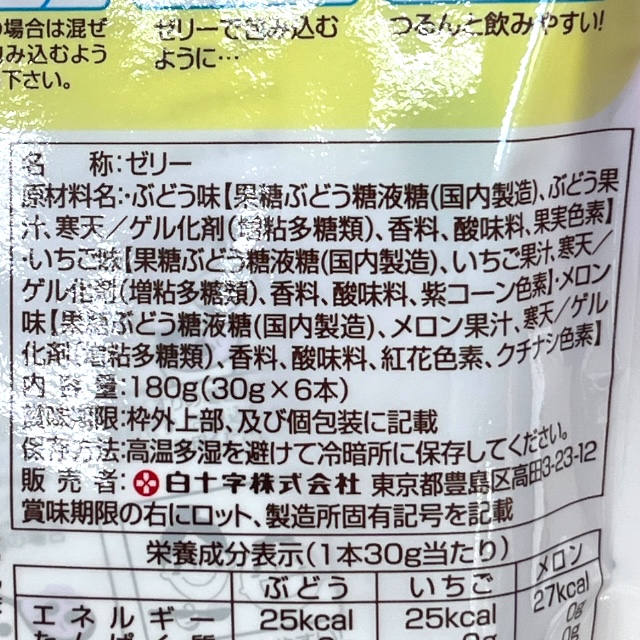 の場合は混ぜ
ゼリーで包み込む
つるんと飲みやすい!
包み込むよう
ように…
下さい。
名 称:ゼリー
原材料名:・ぶどう味【果糖ぶどう糖液糖(国内製造)、ぶどう果
汁、寒天/ゲル化剤(増粘多糖類)、香料、酸味料、果実色素】
・いちご味【果糖ぶどう糖液糖(国内製造)、いちご果汁、寒天/
ゲル化剤(増粘多糖類)、香料、酸味料、紫コーン色素】・メロン
味【果糖ぶどう糖液糖(国内製造)、メロン果汁、寒天/ゲル
化剤(増粘多糖類)、香料、酸味料、紅花色素、クチナシ色素】
内 容 量:180g(30g×6本)
賞味期限:枠外上部、及び個包装に記載
保存方法:高温多湿を避けて冷暗所に保存してください。
販 売 者:白十字株式会社 東京都豊島区高田3-23-12
賞味期限の右にロット、製造所固有記号を記載
栄養成分表示(1本30g当たり)
ぶどう いちご メロン
エネルギー 25kcal 25kcal 27kcal
たんぱく質 0g